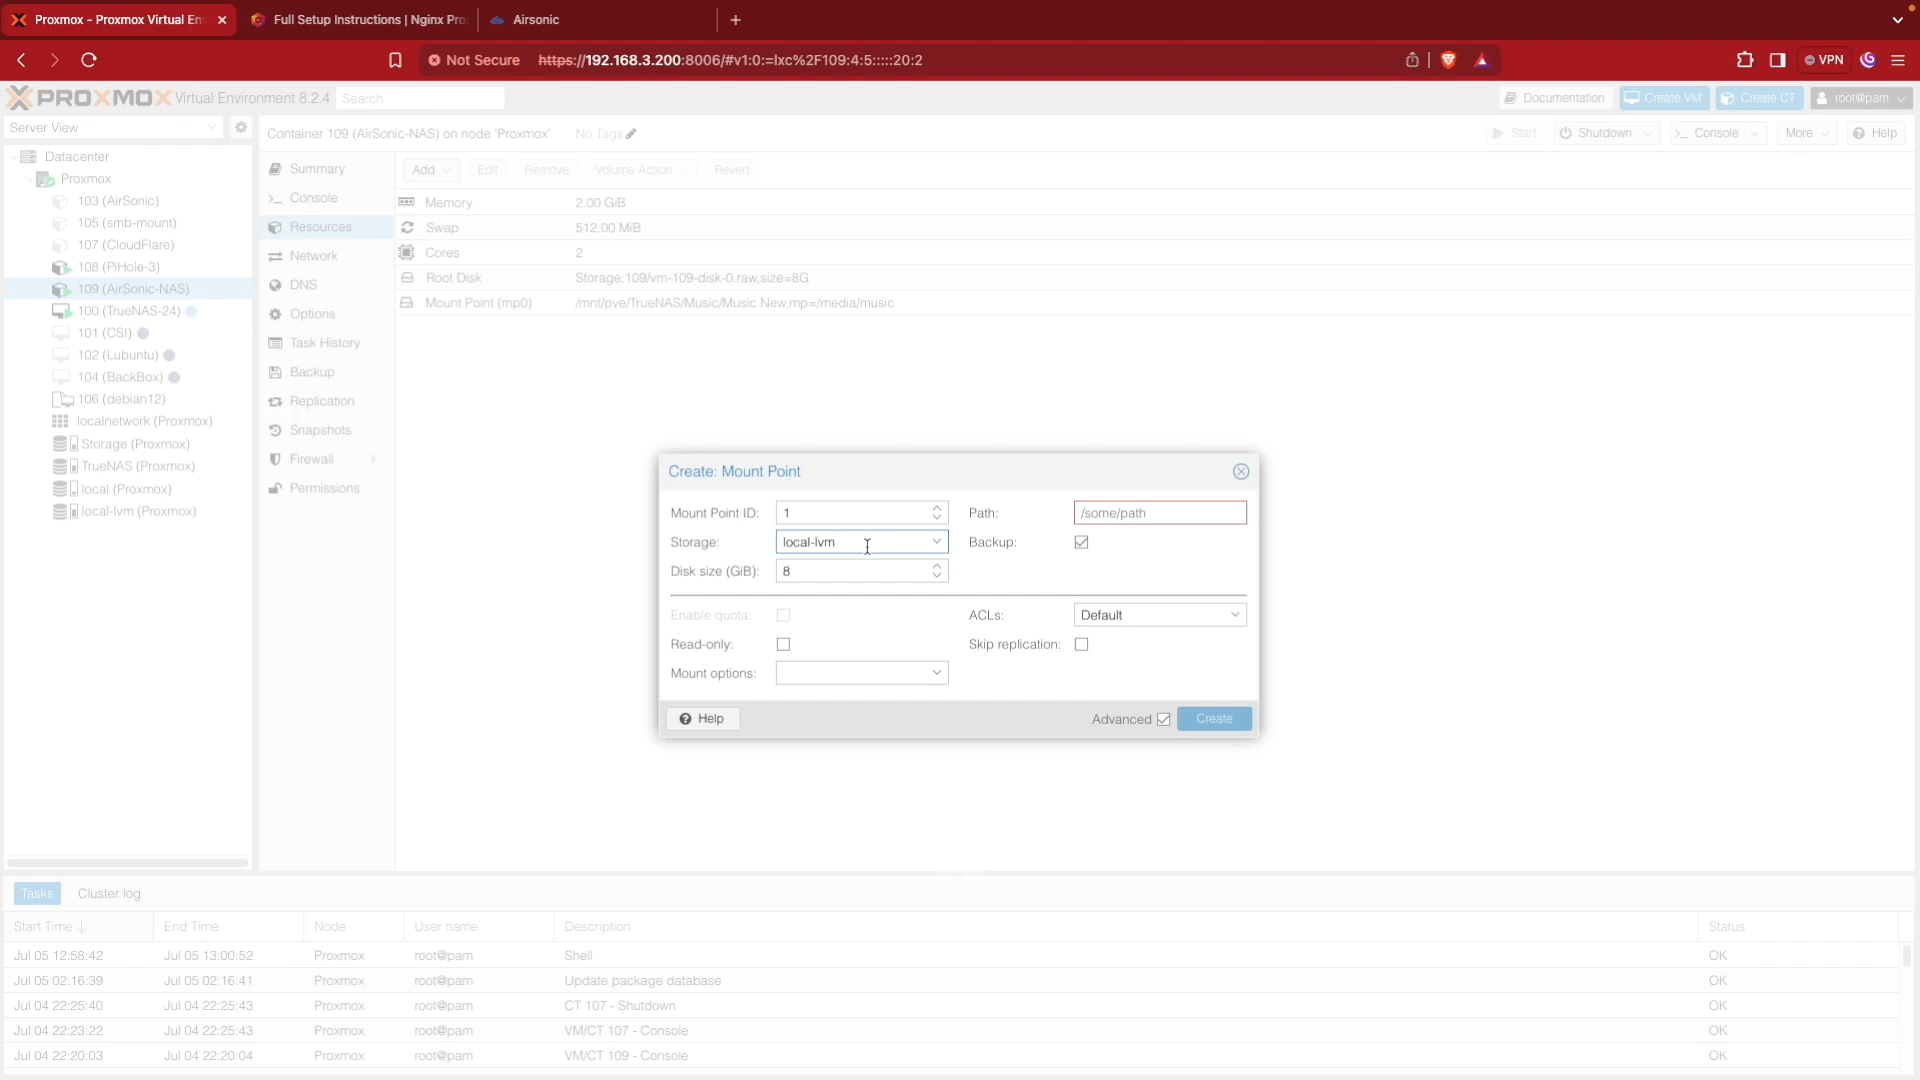 Proxmox - Proxmox Virtual En
Full Setup Instructions | Nginx Pro
Airsonic
Not Secure
https://192.168.3.200:8006/#v1:0:=lxc%2F109:4:5:::::20:2
VPN
PROXMOX Virtual Environment 8.2.4
Search
Documentation
Create VM
Create CT
root@pam
Server View
Container 109 (AirSonic-NAS) on node 'Proxmox'
No Tags
Start
Shutdown
Console
More
Help
Datacenter
Proxmox
103 (AirSonic)
105 (smb-mount)
107 (CloudFlare)
108 (PiHole-3)
109 (AirSonic-NAS)
100 (TrueNAS-24)
101 (CSI)
102 (Lubuntu)
104 (BackBox)
106 (debian12)
localnetwork (Proxmox)
Storage (Proxmox)
TrueNAS (Proxmox)
local (Proxmox)
local-lvm (Proxmox)
Summary
Console
Resources
Network
DNS
Options
Task History
Backup
Replication
Snapshots
Firewall
Permissions
Add
Edit
Remove
Volume Action
Revert
Memory 2.00 GiB
Swap 512.00 MiB
Cores 2
Root Disk Storage:109/vm-109-disk-0.raw,size=8G
Mount Point (mp0) /mnt/pve/TrueNAS/Music/Music New,mp=/media/music
Create: Mount Point
Mount Point ID: 1
Path: /some/path
Storage: local-lvm
Backup:
Disk size (GiB): 8
Enable quota:
ACLs: Default
Read-only:
Skip replication:
Mount options:
Help
Advanced
Create
Tasks
Cluster log
Start Time End Time Node User name Description Status
Jul 05 12:58:42 Jul 05 13:00:52 Proxmox root@pam Shell OK
Jul 05 02:16:39 Jul 05 02:16:41 Proxmox root@pam Update package database OK
Jul 04 22:25:40 Jul 04 22:25:43 Proxmox root@pam CT 107 - Shutdown OK
Jul 04 22:23:22 Jul 04 22:25:43 Proxmox root@pam VM/CT 107 - Console OK
Jul 04 22:20:03 Jul 04 22:20:04 Proxmox root@pam VM/CT 109 - Console OK